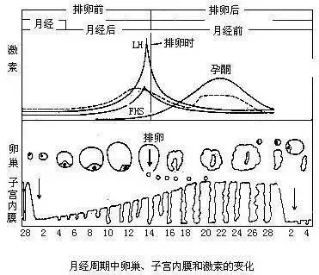 排卵前 排卵后
月经 月经后 月经前
LH 排卵时
激素
孕酮
FHS
卵巢
排卵
子宫内膜
28 2 4 6 8 10 12 14 16 18 20 22 24 26 28 2 4
月经周期中卵巢、子宫内膜和激素的变化